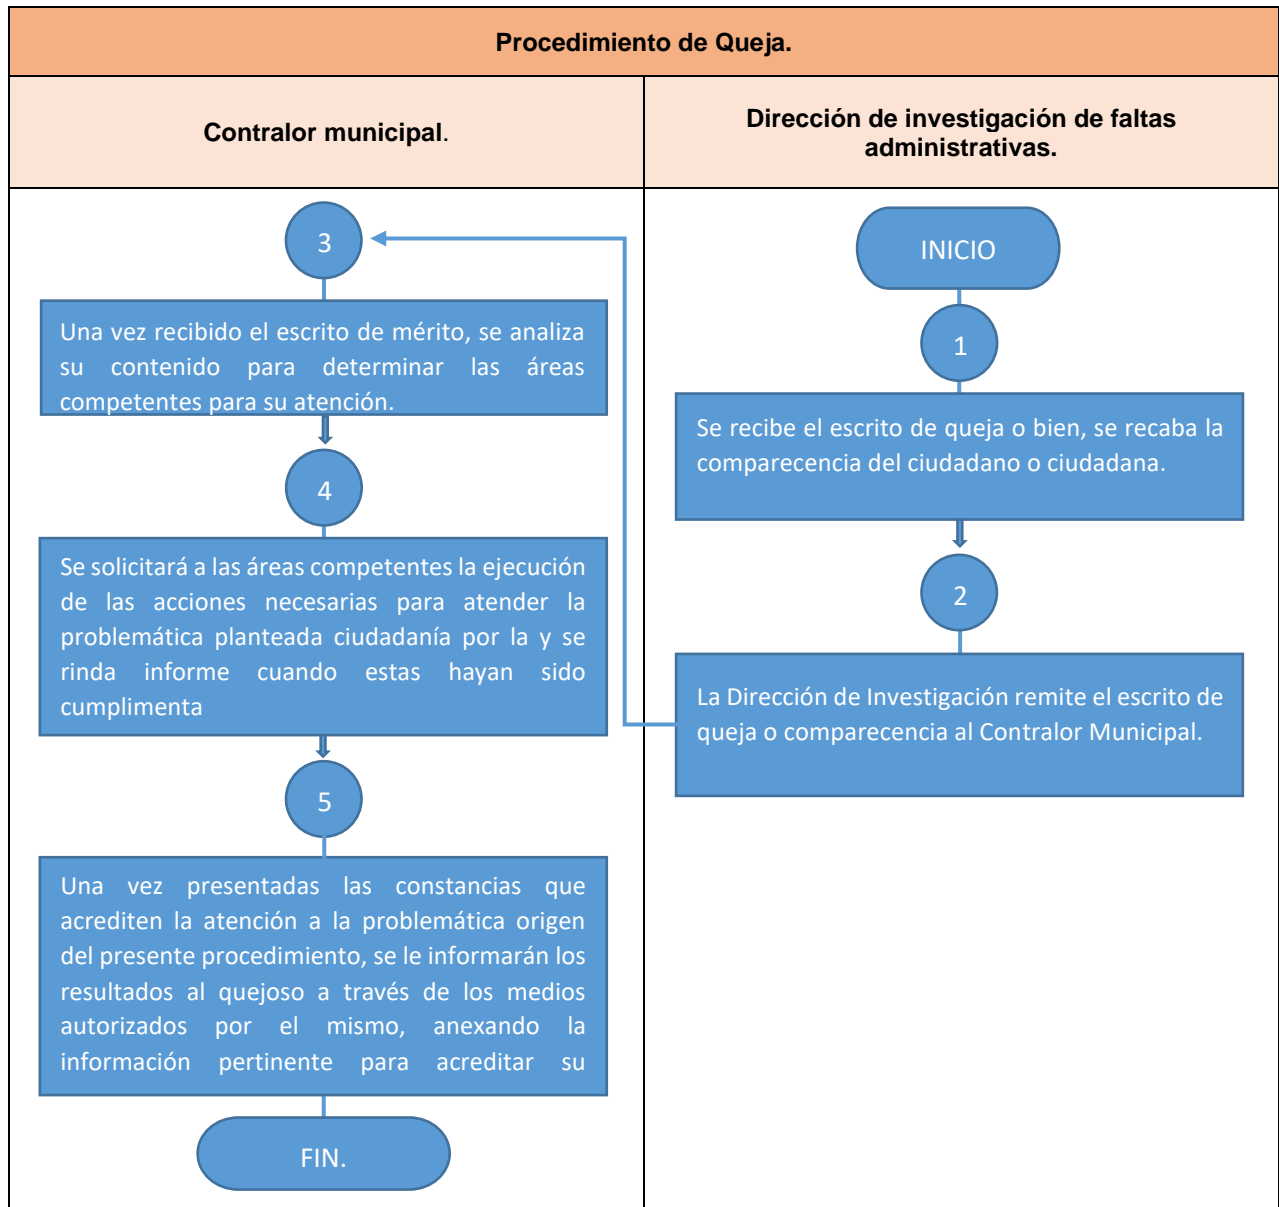 Procedimiento de Queja.
Contralor municipal.
Dirección de investigación de faltas
administrativas.
INICIO
1
Se recibe el escrito de queja o bien, se recaba la
comparecencia del ciudadano o ciudadana.
2
La Dirección de Investigación remite el escrito de
queja o comparecencia al Contralor Municipal.
3
Una vez recibido el escrito de mérito, se analiza
su contenido para determinar las áreas
competentes para su atención.
4
Se solicitará a las áreas competentes la ejecución
de las acciones necesarias para atender la
problemática planteada ciudadanía por la y se
rinda informe cuando estas hayan sido
cumplimenta
5
Una vez presentadas las constancias que
acrediten la atención a la problemática origen
del presente procedimiento, se le informarán los
resultados al quejoso a través de los medios
autorizados por el mismo, anexando la
información pertinente para acreditar su
FIN.